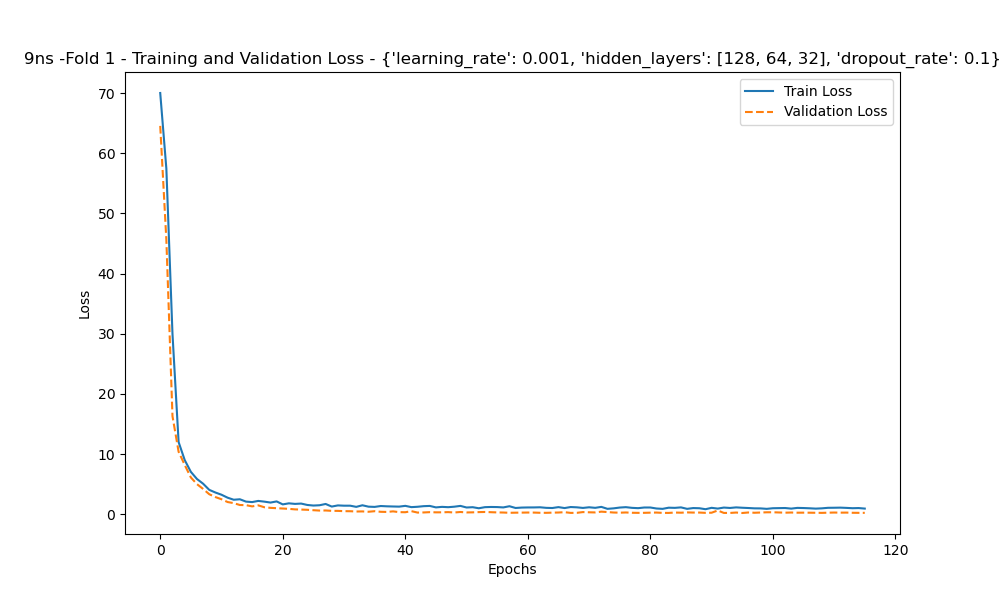 9ns -Fold 1 - Training and Validation Loss - {'learning_rate': 0.001, 'hidden_layers': [128, 64, 32], 'dropout_rate': 0.1}
Train Loss
Validation Loss
70
60
50
40
30
20
10
0
Loss
0 20 40 60 80 100 120
Epochs